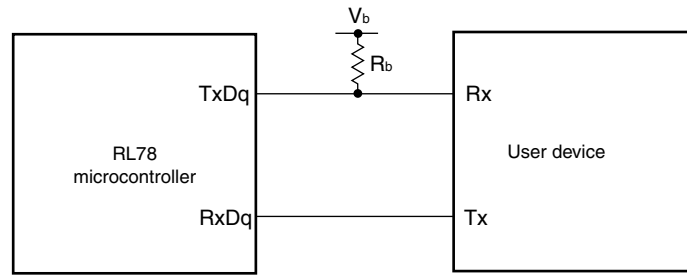 Vb
Rb
TxDq
Rx
RL78
microcontroller
User device
RxDq
Tx